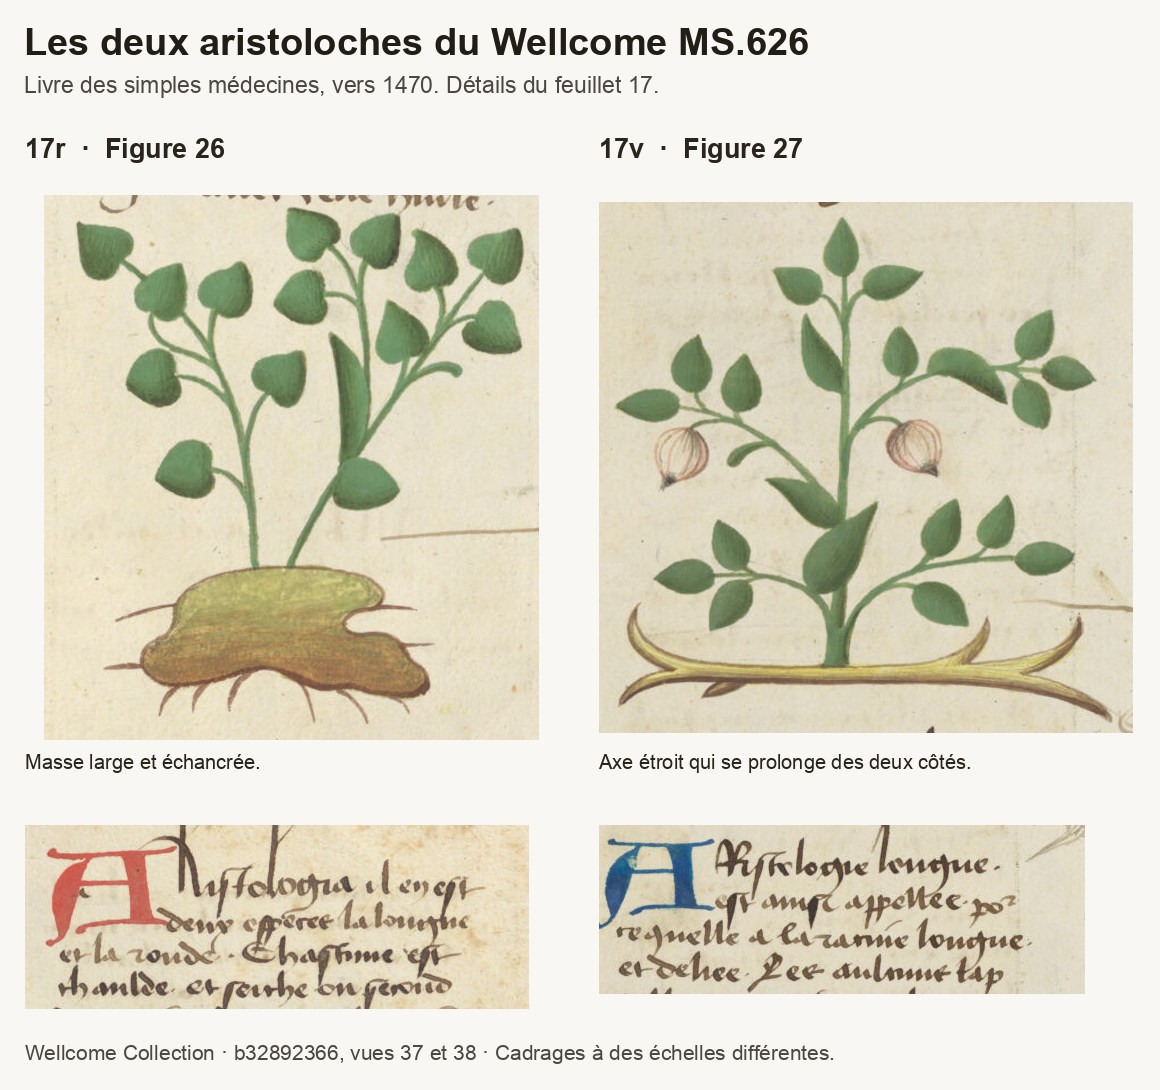 Les deux aristoloches du Wellcome MS.626
Livre des simples médecines, vers 1470. Détails du feuillet 17.
17r · Figure 26
17v · Figure 27
Masse large et échancrée.
Axe étroit qui se prolonge des deux côtés.
ARistologia il en est
deux especes la longue
et la ronde. Chascune est
chaulde et seiche ou second
ARistologie longue.
est ainsi appellee por
ce quelle a la racine longue.
et deliee. Les aulcuns lap
Wellcome Collection · b32892366, vues 37 et 38 · Cadrages à des échelles différentes.